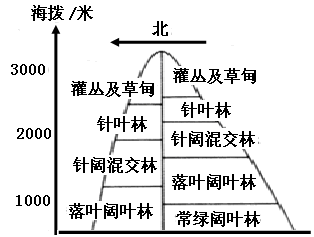 海拨 /米
北
3000
2000
1000
灌丛及草甸
针叶林
针阔混交林
落叶阔叶林
灌丛及草甸
针叶林
针阔混交林
落叶阔叶林
常绿阔叶林